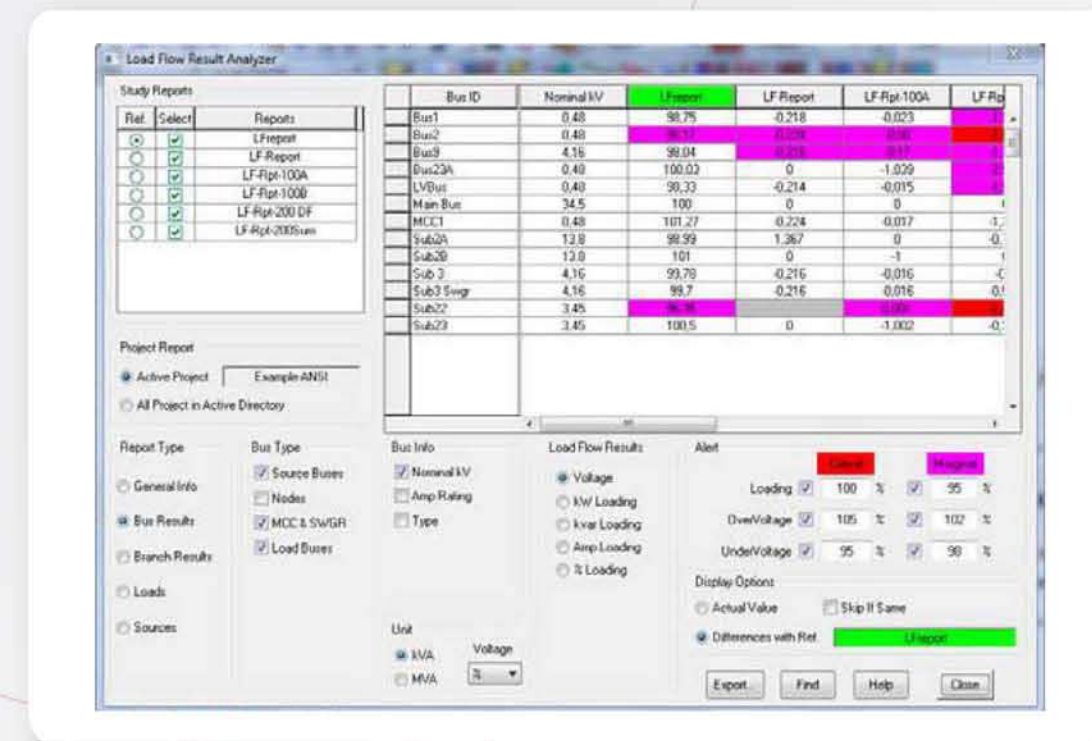 Load Flow Result Analyzer
Study Reports
Ref. Select Reports
LFreport
LF-Report
LF-Rpt-100A
LF-Rpt-100B
LF-Rpt-200 DF
LF-Rpt-200Sum
Bus ID Nominal kV LFreport LF-Report LF-Rpt-100A LF-Rp
Bus1 0,48 98,75 -0,218 -0,023
Bus2 0,48
Bus9 4,16 98,04
Bus23A 0,48 100,03 0 -1,039
LVBus 0,48 98,33 -0,214 -0,015
Main Bus 34,5 100 0 0
MCC1 0,48 101,27 -0,224 -0,017
Sub2A 13,8 98,99 1,367 0
Sub2B 13,8 101 0 -1
Sub 3 4,16 99,78 -0,216 -0,016
Sub3 Swgr 4,16 99,7 -0,216 -0,016
Sub22 3,45
Sub23 3,45 100,5 0 -1,002
Project Report
Active Project Example-ANSI
All Project in Active Directory
Report Type
General Info
Bus Results
Branch Results
Loads
Sources
Bus Type
Source Buses
Nodes
MCC & SWGR
Load Buses
Bus Info
Nominal kV
Amp Rating
Type
Unit
kVA
MVA
Voltage
%
Load Flow Results
Voltage
kW Loading
kvar Loading
Amp Loading
% Loading
Alert
Critical Marginal
Loading 100 % 95 %
OverVoltage 105 % 102 %
UnderVoltage 95 % 98 %
Display Options
Actual Value Skip If Same
Differences with Ref. LFreport
Export... Find Help Close